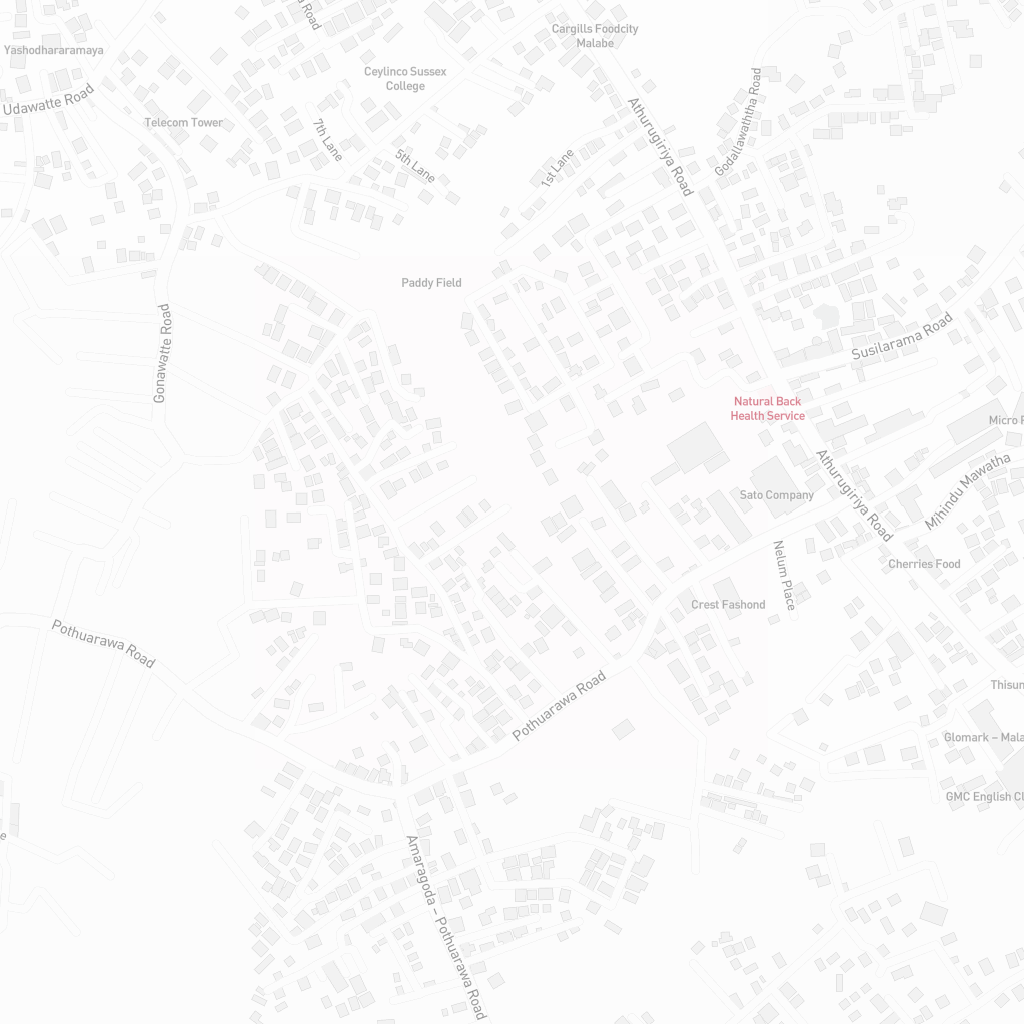 Road
Cargills Foodcity
Malabe
Yashodhararamaya
Ceylinco Sussex
College
Udawatte Road
Telecom Tower
7th Lane
5th Lane
1st Lane
Athurugiriya Road
Godallawaththa Road
Paddy Field
Gonawatte Road
Susilarama Road
Natural Back
Health Service
Micro
Athurugiriya Road
Mihindu Mawatha
Sato Company
Nelum Place
Cherries Food
Crest Fashond
Pothuarawa Road
Pothuarawa Road
Thisun
Glomark – Mala
GMC English Cl
Amaragoda – Pothuarawa Road